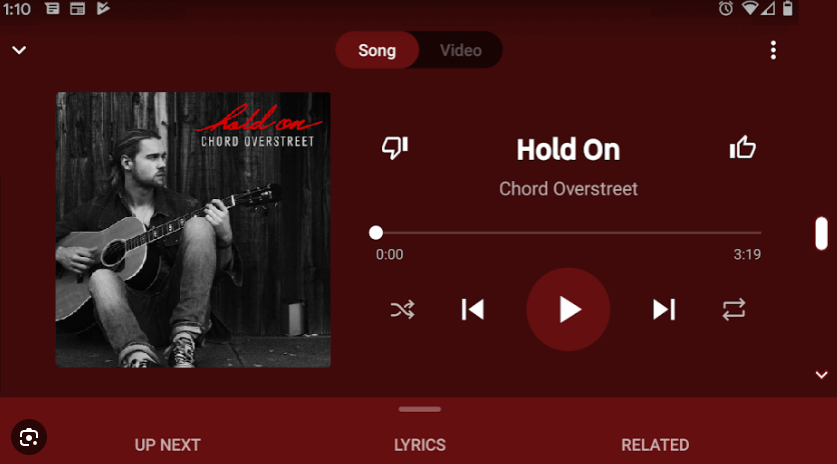 1:10
Song
Video
hold on
CHORD OVERSTREET
Hold On
Chord Overstreet
0:00
3:19
UP NEXT
LYRICS
RELATED